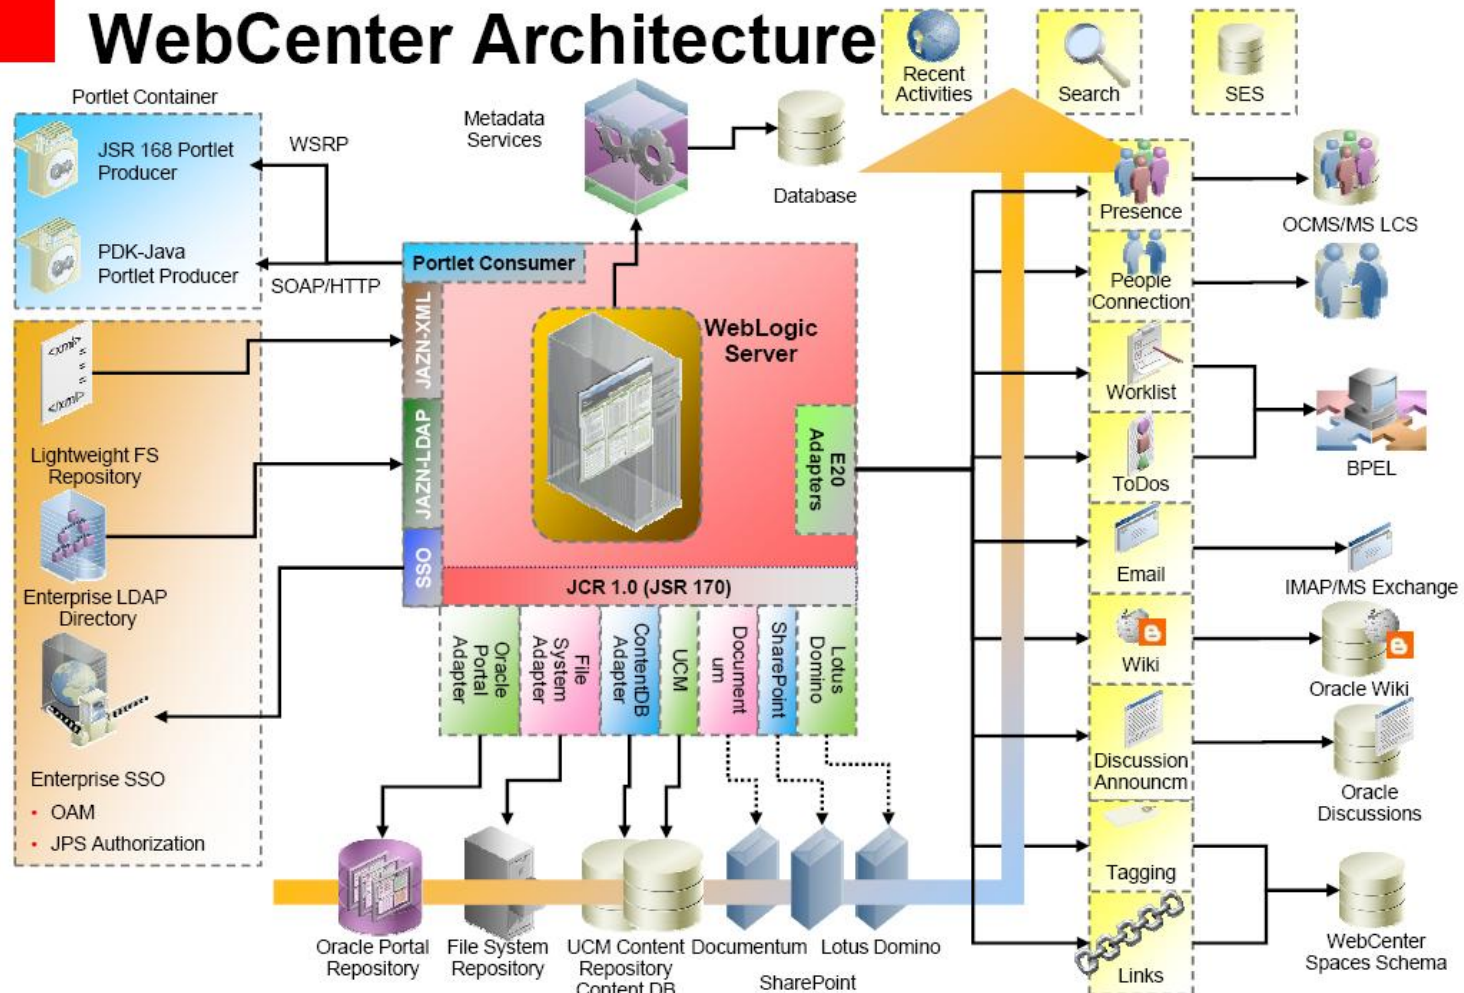 WebCenter Architecture
Recent
Activities
Search
SES
Portlet Container
JSR 168 Portlet
Producer
PDK-Java
Portlet Producer
WSRP
SOAP/HTTP
Metadata
Services
Database
Portlet Consumer
JAZN-XML
JAZN-LDAP
SSO
WebLogic
Server
E20
Adapters
JCR 1.0 (JSR 170)
Oracle
Portal
Adapter
File
System
Adapter
ContentDB
Adapter
UCM
Document
um
SharePoint
Lotus
Domino
<xml>
</xml>
Lightweight FS
Repository
Enterprise LDAP
Directory
Enterprise SSO
• OAM
• JPS Authorization
Oracle Portal
Repository
File System
Repository
UCM Content
Repository
Content DB
Documentum
SharePoint
Lotus Domino
Presence
People
Connection
Worklist
ToDos
Email
Wiki
Discussion
Announcm
Tagging
Links
OCMS/MS LCS
BPEL
IMAP/MS Exchange
Oracle Wiki
Oracle
Discussions
WebCenter
Spaces Schema